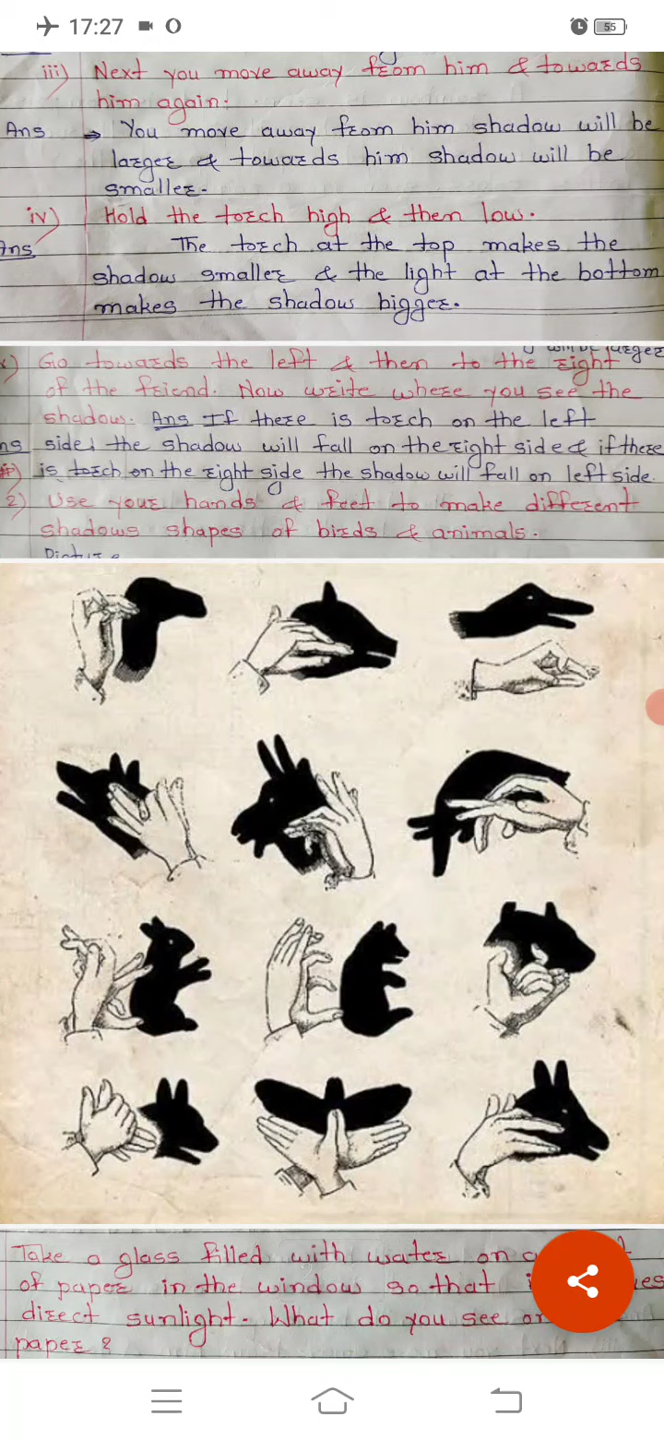 17:27
55
iii) Next you move away from him & towards
him again.
Ans → You move away from him shadow will be
larger & towards him shadow will be
smaller.
iv) Hold the torch high & then low.
Ans The torch at the top makes the
shadow smaller & the light at the bottom
makes the shadow bigger.
will be larger
Go towards the left & then to the right
of the friend. Now write where you see the
shadow. Ans If there is torch on the left
side, the shadow will fall on the right side & if there
is torch on the right side the shadow will fall on left side.
2) Use your hands & feet to make different
shadows shapes of birds & animals.
Take a glass filled with water on a
of paper in the window so that
direct sunlight. What do you see
paper ?